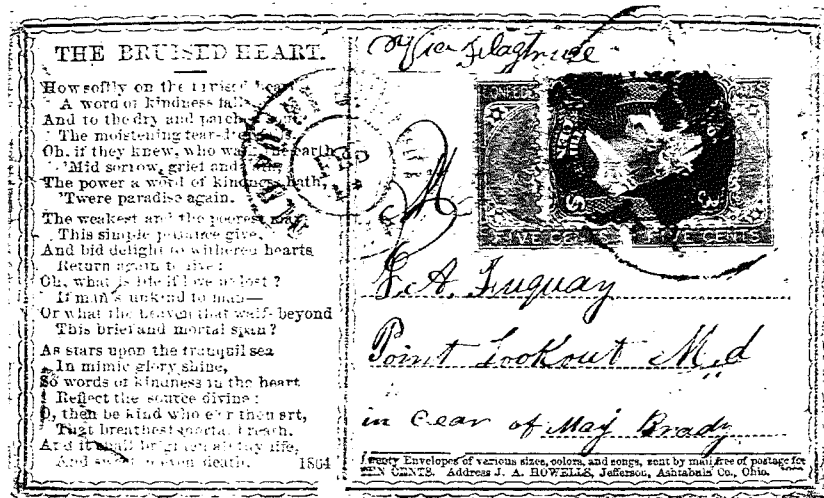 THE BRUISED HEART.
How softly on the bruised heart
A word of kindness falls
And to the dry and parched
The moistening tear-drop
Oh, if they knew, who walk the earth
'Mid sorrow, grief and
The power a word of kindness hath,
'Twere paradise again.
The weakest and the poorest may
This simple pittance give,
And bid delight to withered hearts
Return again to live:
Oh, what is life if love be lost?
If man's unkind to man—
Or what the heaven that waits beyond
This brief and mortal span?
As stars upon the tranquil sea
In mimic glory shine,
So words of kindness in the heart
Reflect the source divine:
O, then be kind who e'er thou art,
That breathest mortal breath,
And it shall brighten all thy life,
And sweeten even death.
1864
Via Flagtruce
FIVE CENTS
FIVE CENTS
A. Fuquay
Point Lookout Md
in Cear of Maj Brady
Twenty Envelopes of various sizes, colors, and songs, sent by mail free of postage for
TEN CENTS. Address J. A. HOWELLS, Jefferson, Ashtabula Co., Ohio.